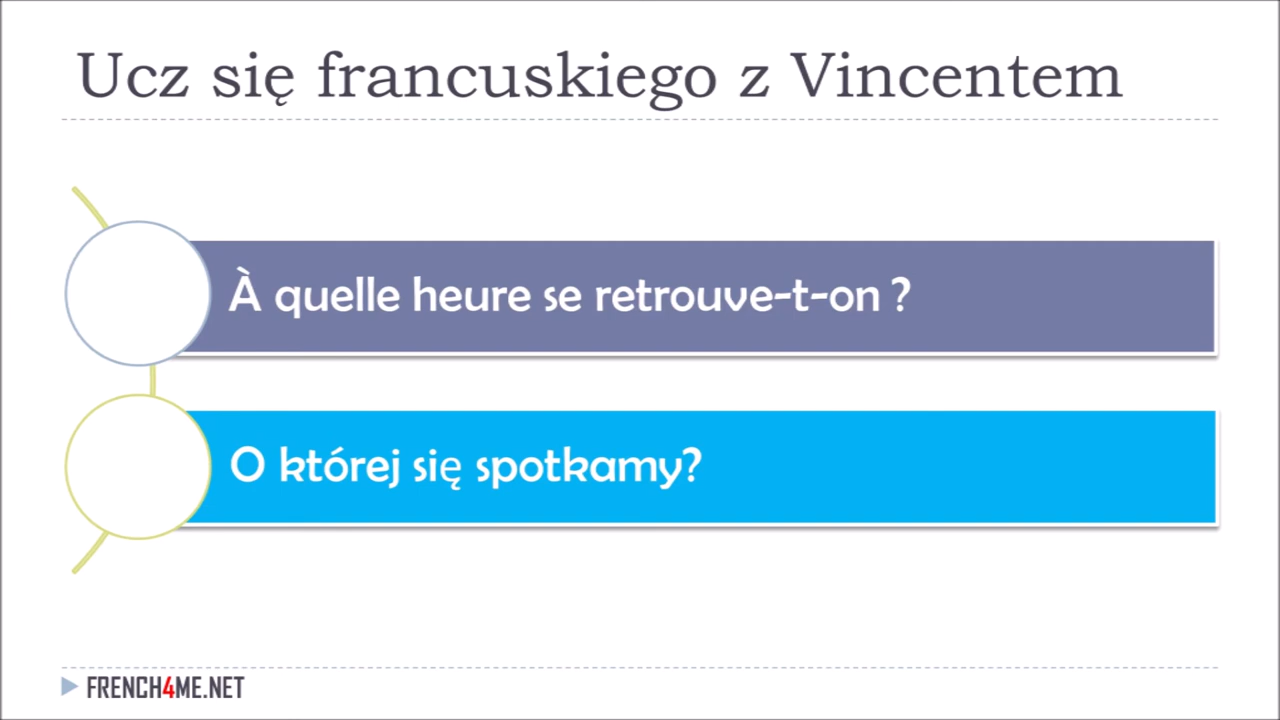 Ucz się francuskiego z Vincentem
À quelle heure se retrouve-t-on ?
O której się spotkamy?
FRENCH4ME.NET